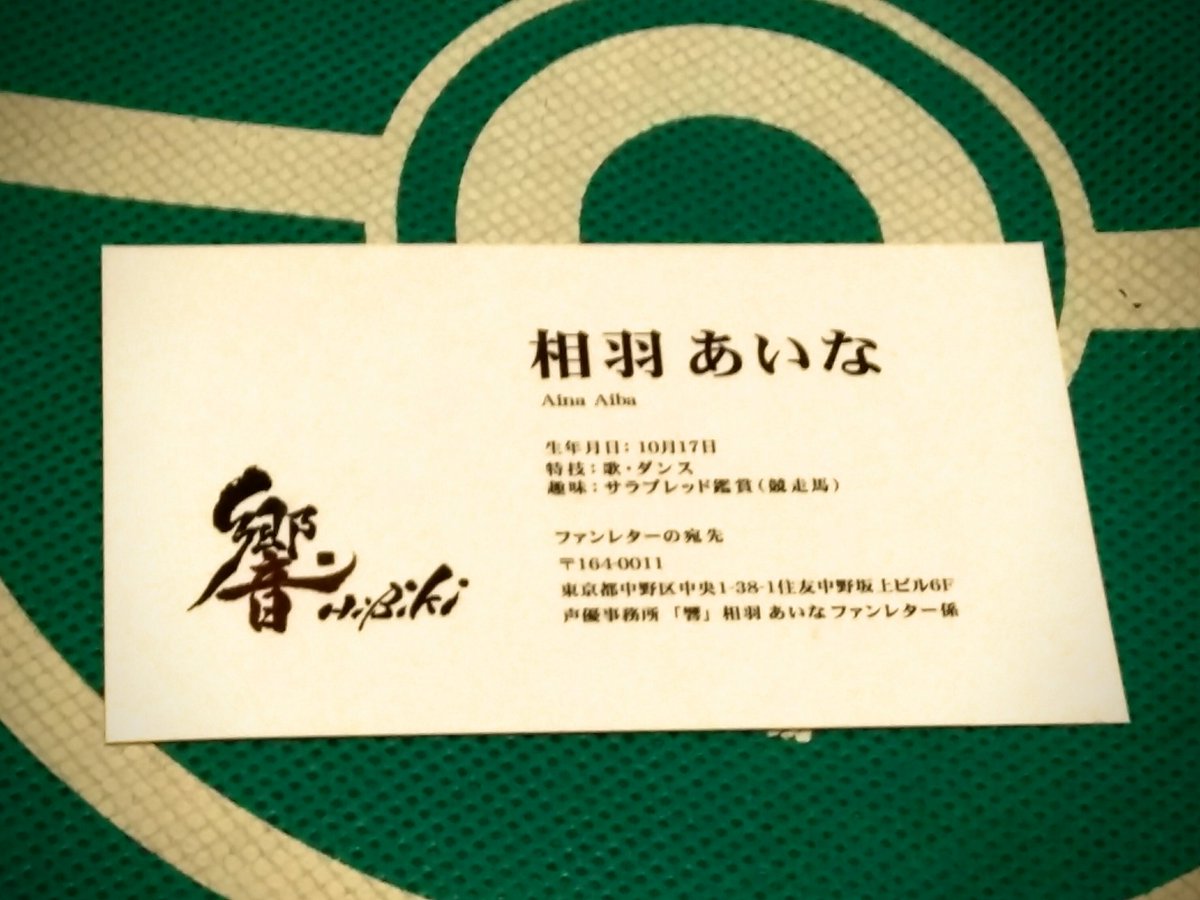 相羽 あいな
Aina Aiba
生年月日：10月17日
特技：歌・ダンス
趣味：サラブレッド鑑賞（競走馬）
響
HiBiKi
ファンレターの宛先
〒164-0011
東京都中野区中央1-38-1住友中野坂上ビル6F
声優事務所「響」相羽 あいなファンレター係